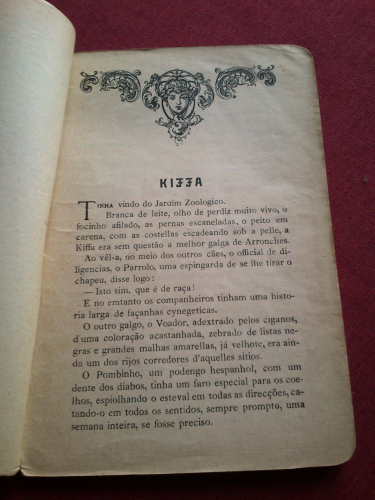 KIFFA
TINHA vindo do Jardim Zoologico.
Branca de leite, olho de perdiz muito vivo, o
focinho afilado, as pernas escaneladas, o peito em
carena, com as costellas escadeando sob a pelle, a
Kiffa era sem questão a melhor galga de Arronches.
Ao vêl-a, no meio dos outros cães, o official de di-
ligencias, o Parrolo, uma espingarda de se lhe tirar o
chapeu, disse logo:
— Isto sim, que é de raça!
E no emtanto os companheiros tinham uma histo-
ria larga de façanhas cynegeticas.
O outro galgo, o Voador, adextrado pelos ciganos,
d'uma coloração acastanhada, zebrado de listas ne-
gras e grandes malhas amarellas, já velhote, era ain-
da um dos rijos corredores d'aquelles sitios.
O Pombinho, um podengo hespanhol, com um
dente dos diabos, tinha um faro especial para os coe-
lhos, espiolhando o esteval em todas as direcções, ca-
tando-o em todos os sentidos, sempre prompto, uma
semana inteira, se fosse preciso.